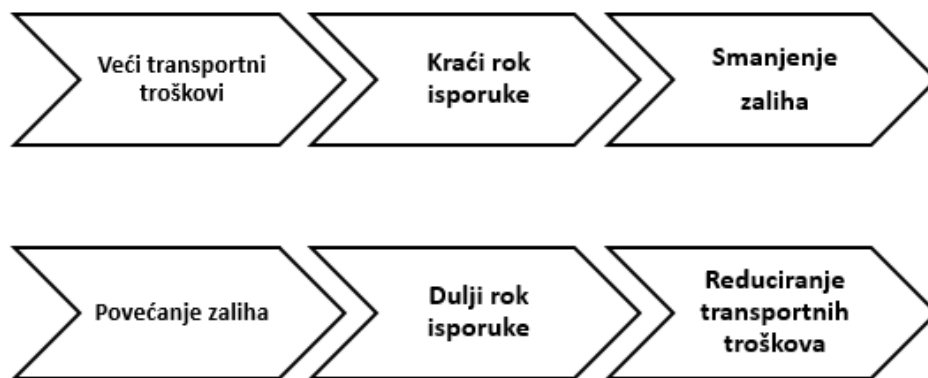 Veći transportni
troškovi
Kraći rok
isporuke
Smanjenje
zaliha
Povećanje zaliha
Dulji rok
isporuke
Reduciranje
transportnih
troškova